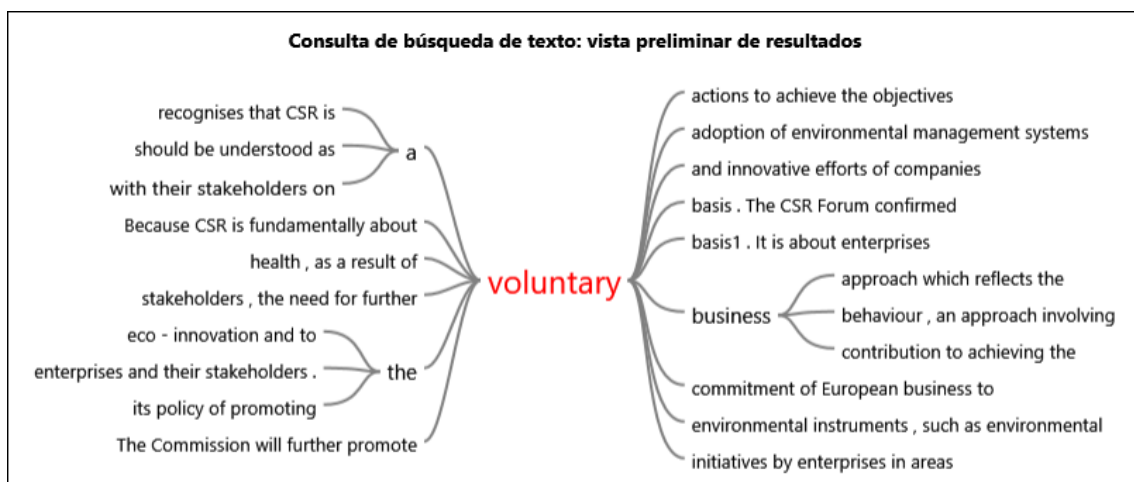 Consulta de búsqueda de texto: vista preliminar de resultados
recognises that CSR is
should be understood as
with their stakeholders on
a
Because CSR is fundamentally about
health , as a result of
stakeholders , the need for further
eco - innovation and to
enterprises and their stakeholders .
its policy of promoting
the
The Commission will further promote
voluntary
actions to achieve the objectives
adoption of environmental management systems
and innovative efforts of companies
basis . The CSR Forum confirmed
basis1 . It is about enterprises
business
approach which reflects the
behaviour , an approach involving
contribution to achieving the
commitment of European business to
environmental instruments , such as environmental
initiatives by enterprises in areas